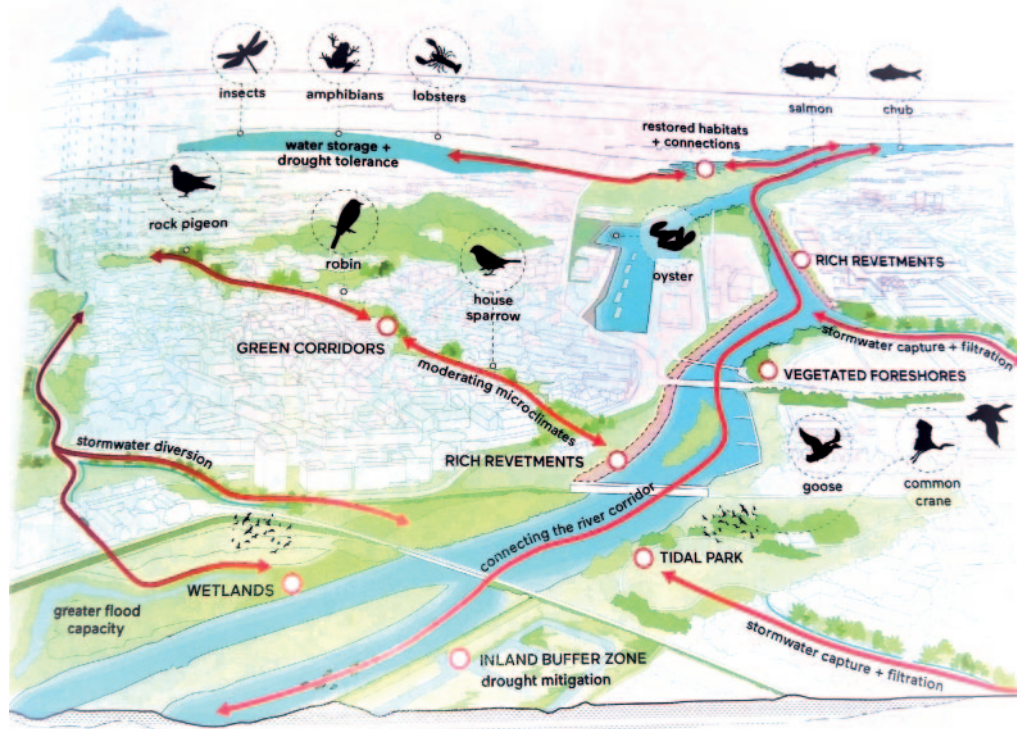 insects
amphibians
lobsters
salmon
chub
water storage +
drought tolerance
restored habitats
+ connections
rock pigeon
robin
house
sparrow
oyster
RICH REVETMENTS
GREEN CORRIDORS
moderating microclimates
stormwater capture + filtration
VEGETATED FORESHORES
stormwater diversion
RICH REVETMENTS
goose
common
crane
connecting the river corridor
WETLANDS
TIDAL PARK
greater flood
capacity
INLAND BUFFER ZONE
drought mitigation
stormwater capture + filtration